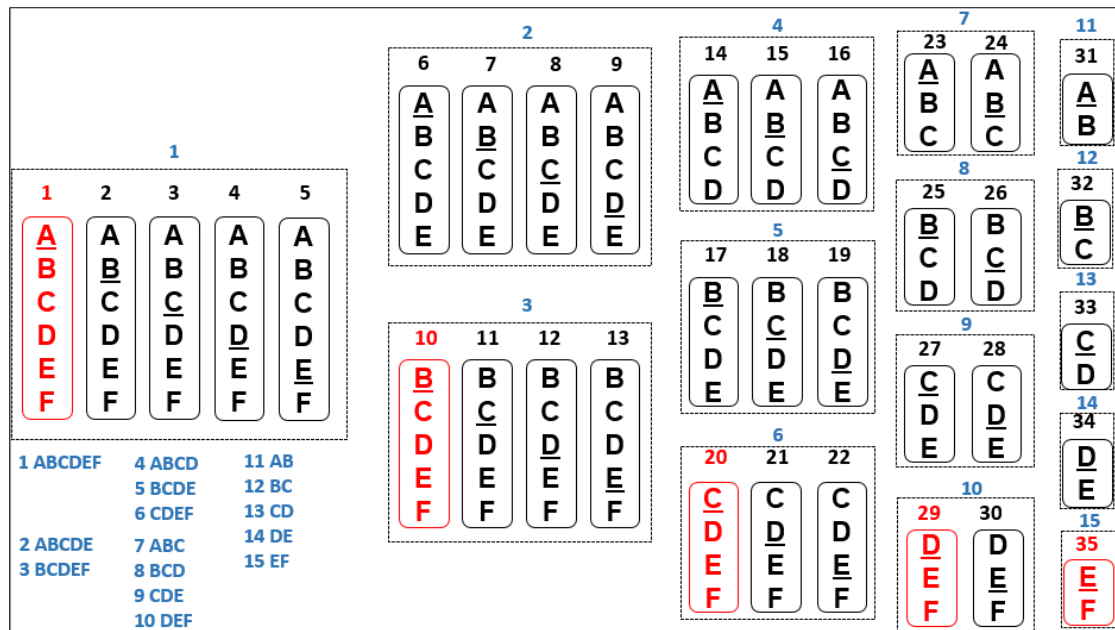 1
1
A
B
C
D
E
F
2
A
B
C
D
E
F
3
A
B
C
D
E
F
4
A
B
C
D
E
F
5
A
B
C
D
E
F
1 ABCDEF
2 ABCDE
3 BCDEF
4 ABCD
5 BCDE
6 CDEF
7 ABC
8 BCD
9 CDE
10 DEF
11 AB
12 BC
13 CD
14 DE
15 EF
2
6
A
B
C
D
E
7
A
B
C
D
E
8
A
B
C
D
E
9
A
B
C
D
E
3
10
B
C
D
E
F
11
B
C
D
E
F
12
B
C
D
E
F
13
B
C
D
E
F
4
14
A
B
C
D
15
A
B
C
D
16
A
B
C
D
5
17
B
C
D
E
18
B
C
D
E
19
B
C
D
E
6
20
C
D
E
F
21
C
D
E
F
22
C
D
E
F
7
23
A
B
C
24
A
B
C
8
25
B
C
D
26
B
C
D
9
27
C
D
E
28
C
D
E
10
29
D
E
F
30
D
E
F
11
31
A
B
12
32
B
C
13
33
C
D
14
34
D
E
15
35
E
F